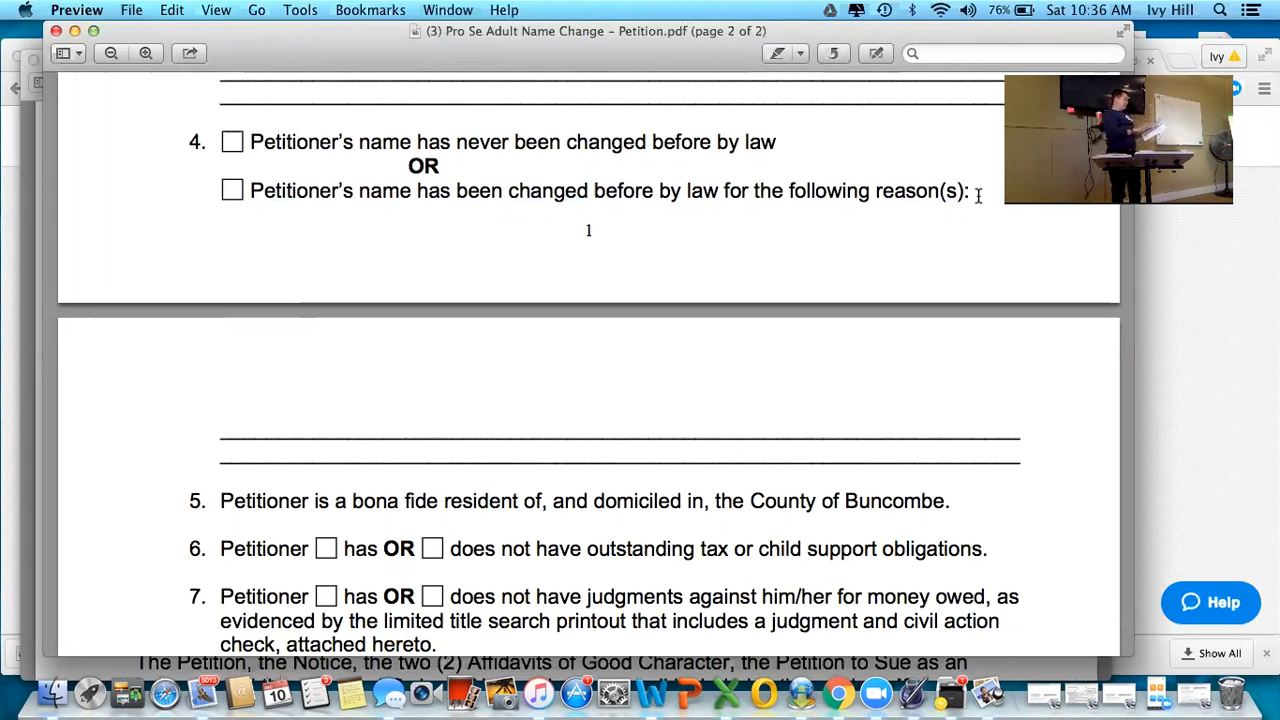 Preview File Edit View Go Tools Bookmarks Window Help 76% Sat 10:36 AM Ivy Hill
(3) Pro Se Adult Name Change - Petition.pdf (page 2 of 2)
Ivy
4. Petitioner's name has never been changed before by law
OR
Petitioner's name has been changed before by law for the following reason(s):
1
5. Petitioner is a bona fide resident of, and domiciled in, the County of Buncombe.
6. Petitioner has OR does not have outstanding tax or child support obligations.
7. Petitioner has OR does not have judgments against him/her for money owed, as
evidenced by the limited title search printout that includes a judgment and civil action
check, attached hereto.
Help
The Petition, the Notice, the two (2) Affidavits of Good Character, the Petition to Sue as an
Show All